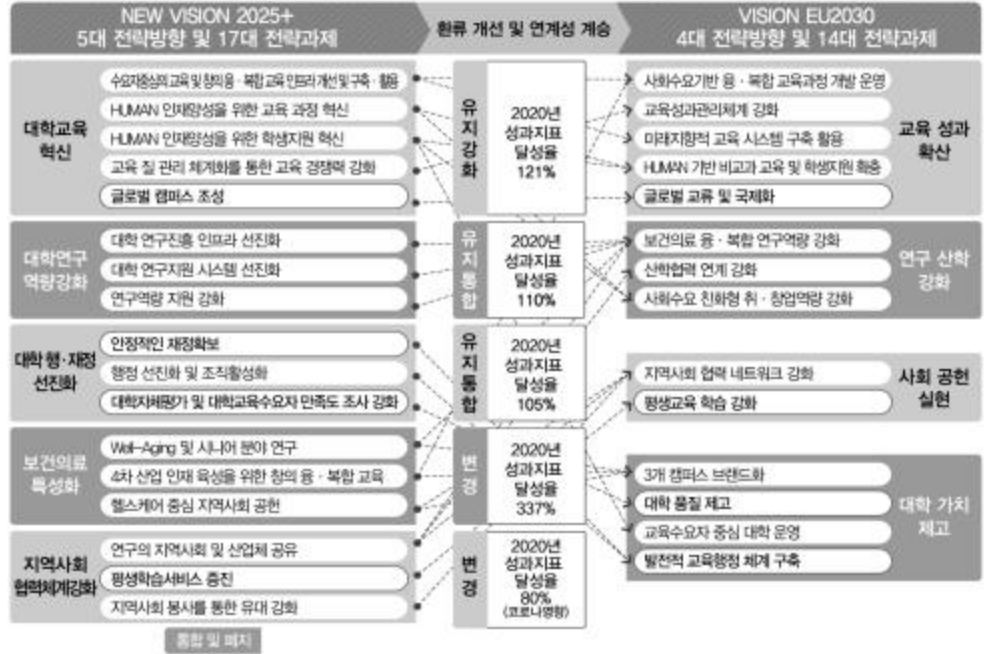 NEW VISION 2025+
5대 전략방향 및 17대 전략과제
환류 개선 및 연계성 계승
VISION EU2030
4대 전략방향 및 14대 전략과제
대학교육
혁신
수요자중심의 교육 및 창의 융·복합 교육 인프라 개선 및 구축·활용
HUMAN 인재양성을 위한 교육 과정 혁신
HUMAN 인재양성을 위한 학생지원 혁신
교육 질 관리 체계화를 통한 교육 경쟁력 강화
글로벌 캠퍼스 조성
유지강화
2020년
성과지표
달성율
121%
사회수요기반 융·복합 교육과정 개발 운영
교육성과관리체계 강화
미래지향적 교육 시스템 구축 활용
HUMAN 기반 비교과 교육 및 학생지원 확충
글로벌 교류 및 국제화
교육 성과
확산
대학연구
역량강화
대학 연구진흥 인프라 선진화
대학 연구지원 시스템 선진화
연구역량 지원 강화
유지통합
2020년
성과지표
달성율
110%
보건의료 융·복합 연구역량 강화
산학협력 연계 강화
사회수요 친화형 취·창업역량 강화
연구 산학
강화
대학 행·재정
선진화
안정적인 재정확보
행정 선진화 및 조직활성화
대학자체평가 및 대학교육수요자 만족도 조사 강화
유지통합
2020년
성과지표
달성율
105%
지역사회 협력 네트워크 강화
평생교육 학습 강화
사회 공헌
실현
보건의료
특성화
Well-Aging 및 시니어 분야 연구
4차 산업 인재 육성을 위한 창의 융·복합 교육
헬스케어 중심 지역사회 공헌
변경
2020년
성과지표
달성율
337%
3개 캠퍼스 브랜드화
대학 품질 제고
교육수요자 중심 대학 운영
발전적 교육행정 체계 구축
대학 가치
제고
지역사회
협력체계강화
연구의 지역사회 및 산업체 공유
평생학습서비스 증진
지역사회 봉사를 통한 유대 강화
변경
2020년
성과지표
달성율
80%
(코로나영향)
통합 및 폐지